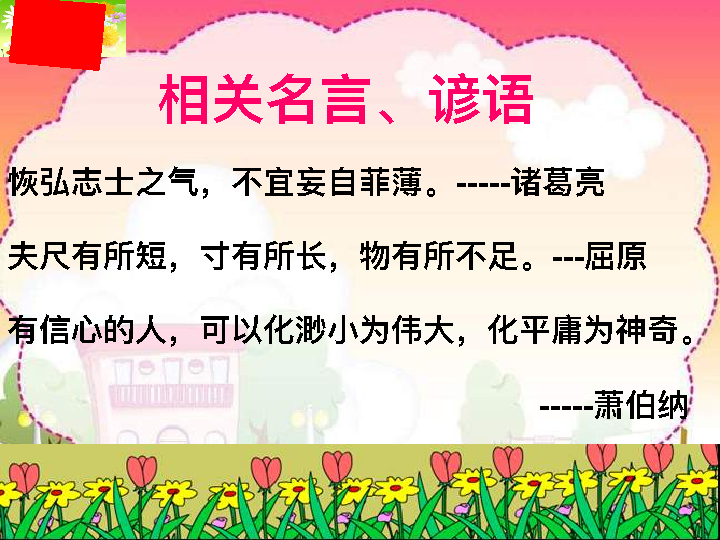 相关名言、谚语
恢弘志士之气，不宜妄自菲薄。-----诸葛亮
夫尺有所短，寸有所长，物有所不足。---屈原
有信心的人，可以化渺小为伟大，化平庸为神奇。
-----萧伯纳